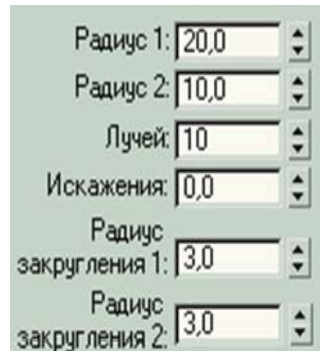 Радиус 1: 20,0
Радиус 2: 10,0
Лучей: 10
Искажения: 0,0
Радиус
закругления 1: 3,0
Радиус
закругления 2: 3,0